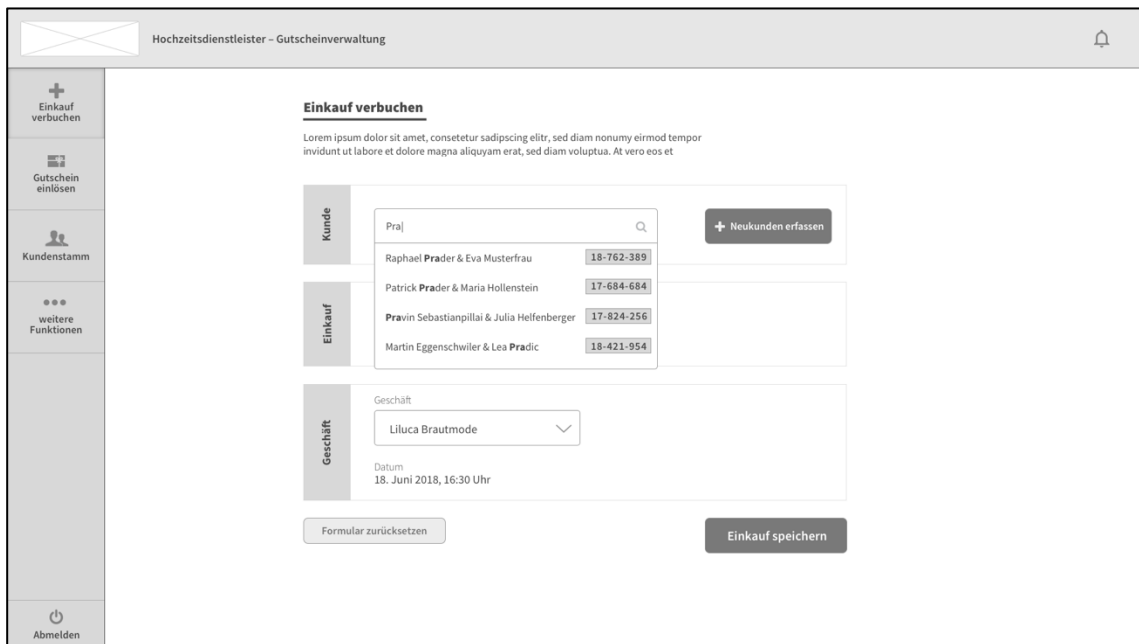 Hochzeitsdienstleister – Gutscheinverwaltung
Einkauf
verbuchen
Gutschein
einlösen
Kundenstamm
weitere
Funktionen
Abmelden
Einkauf verbuchen
Lorem ipsum dolor sit amet, consetetur sadipscing elitr, sed diam nonumy eirmod tempor
invidunt ut labore et dolore magna aliquyam erat, sed diam voluptua. At vero eos et
Kunde
Pra
Neukunden erfassen
Raphael Prader & Eva Musterfrau 18-762-389
Patrick Prader & Maria Hollenstein 17-684-684
Pravin Sebastianpillai & Julia Helfenberger 17-824-256
Martin Eggenschwiler & Lea Pradic 18-421-954
Einkauf
Geschäft
Geschäft
Liluca Brautmode
Datum
18. Juni 2018, 16:30 Uhr
Formular zurücksetzen
Einkauf speichern